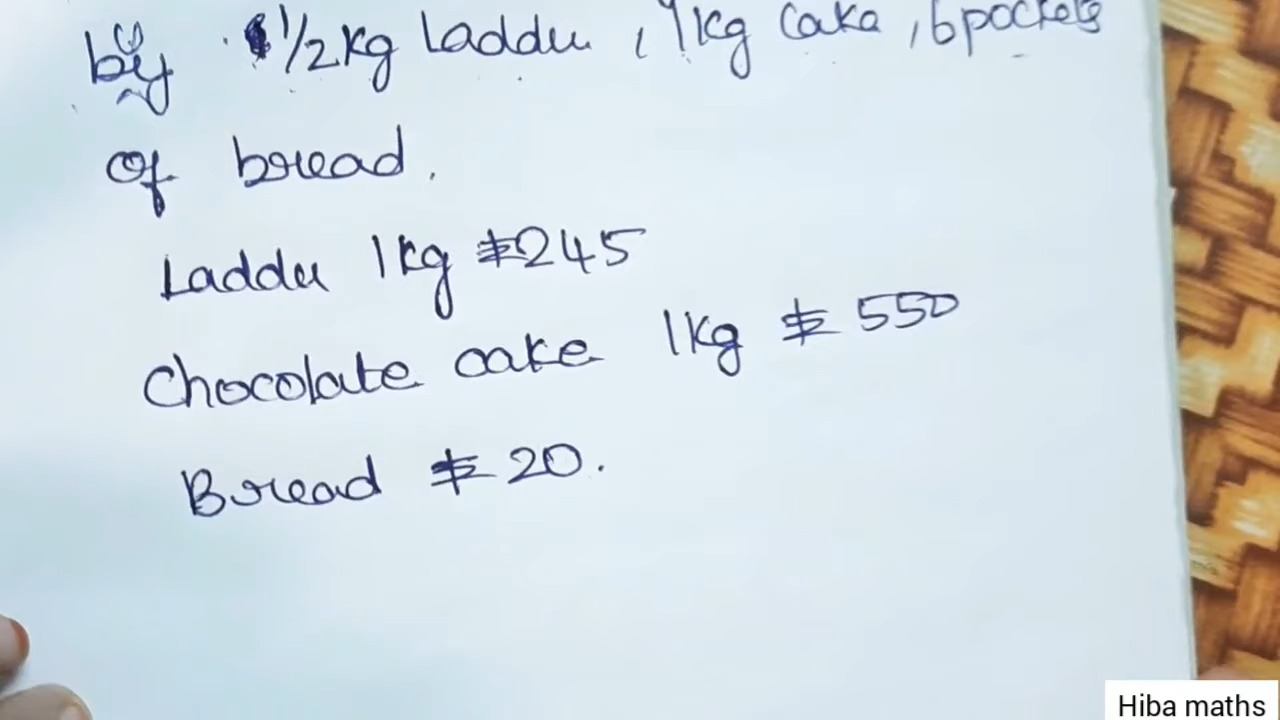 by 1/2 kg Laddu, 1kg Cake, 6 pockets
of bread.
Laddu 1kg ₹245
Chocolate cake 1kg ₹ 550
Bread ₹ 20.
Hiba maths